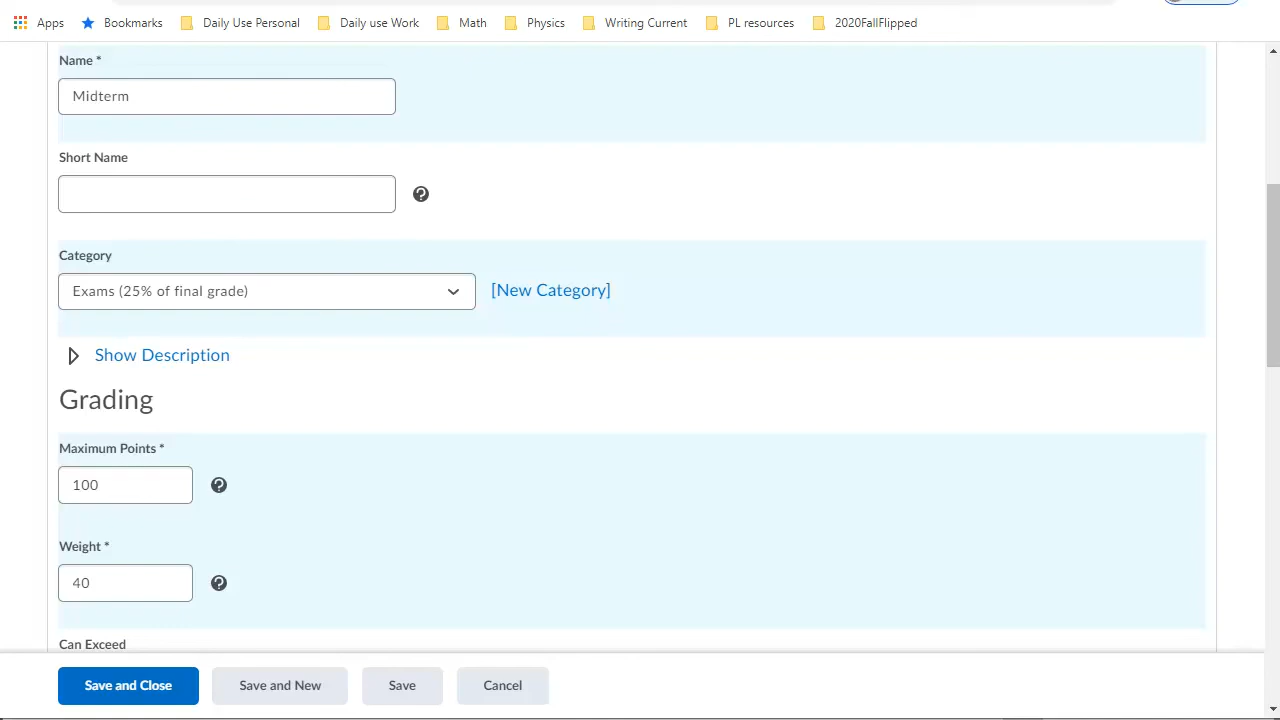 Apps Bookmarks Daily Use Personal Daily use Work Math Physics Writing Current PL resources 2020FallFlipped
Name *
Midterm
Short Name
Category
Exams (25% of final grade) [New Category]
Show Description
Grading
Maximum Points *
100
Weight *
40
Can Exceed
Save and Close Save and New Save Cancel